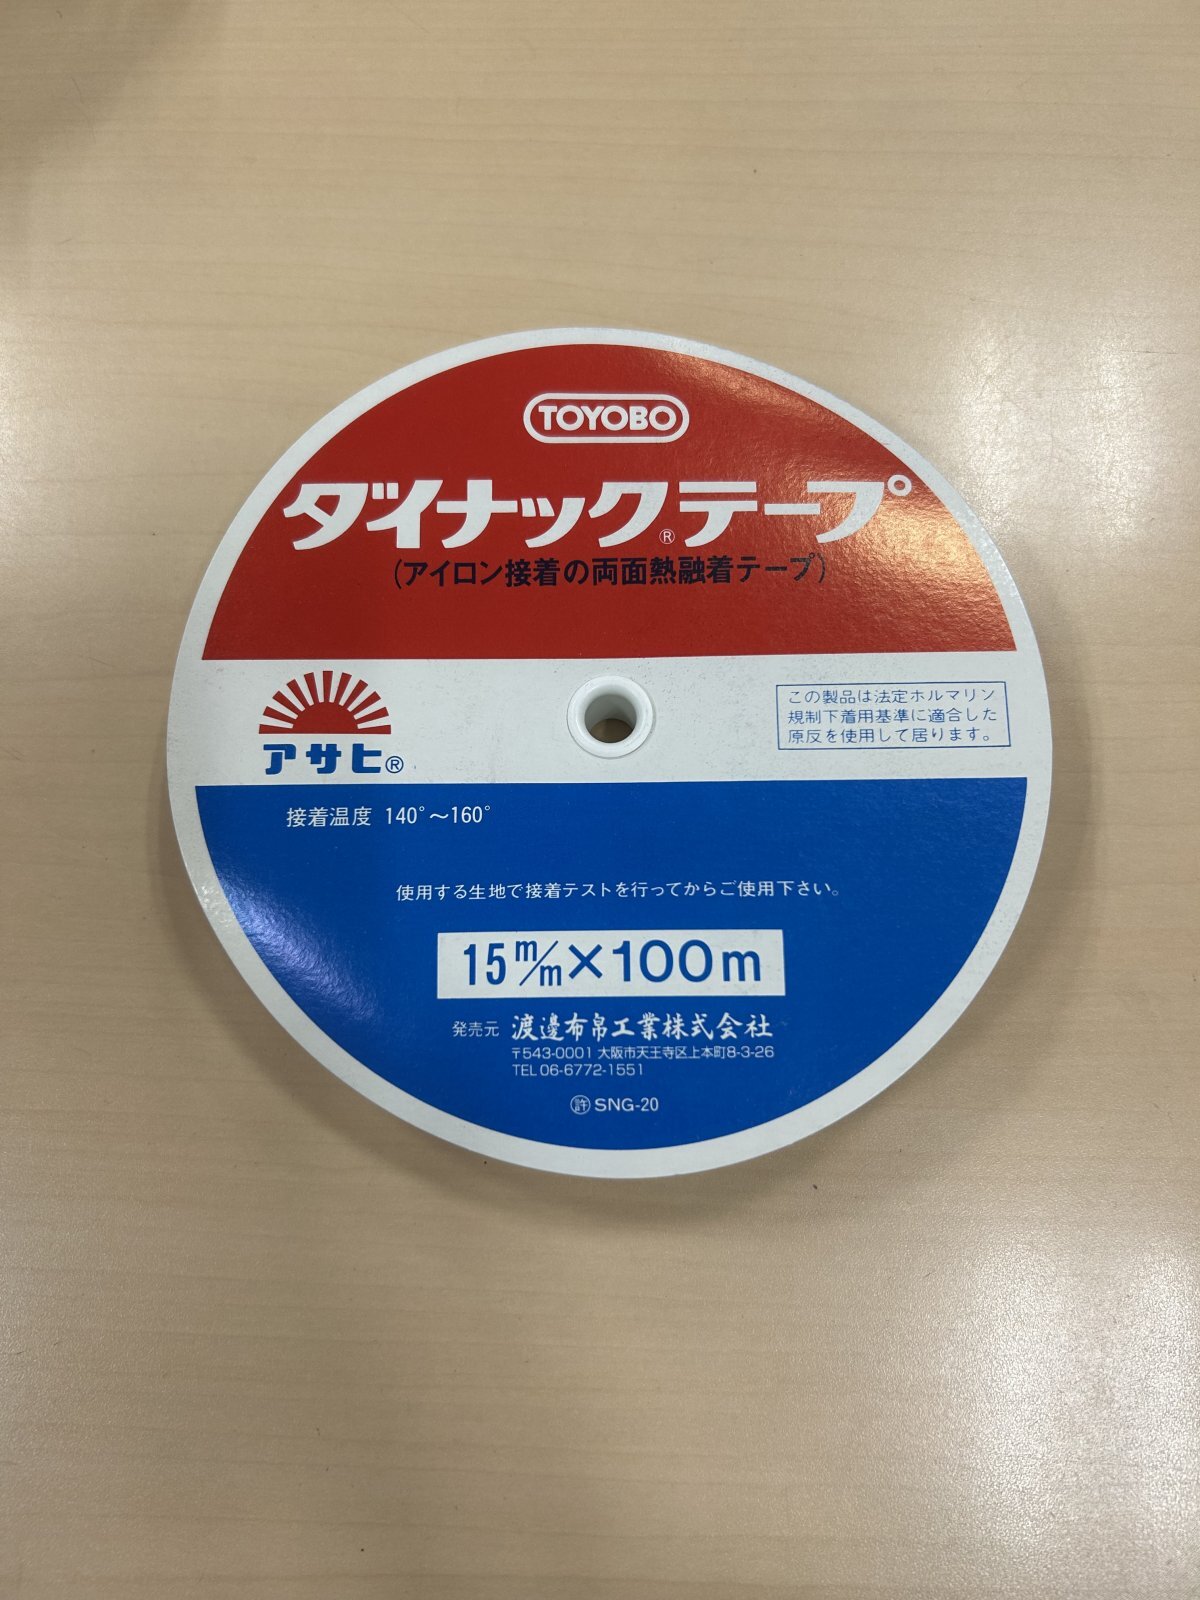 TOYOBO
ダイナック®テープ
(アイロン接着の両面熱融着テープ)
アサヒ®
この製品は法定ホルマリン
規制下着用基準に適合した
原反を使用して居ります。
接着温度 140°～160°
使用する生地で接着テストを行ってからご使用下さい。
15m/m×100m
発売元 渡邊布帛工業株式会社
〒543-0001 大阪市天王寺区上本町8-3-26
TEL 06-6772-1551
㊑ SNG-20